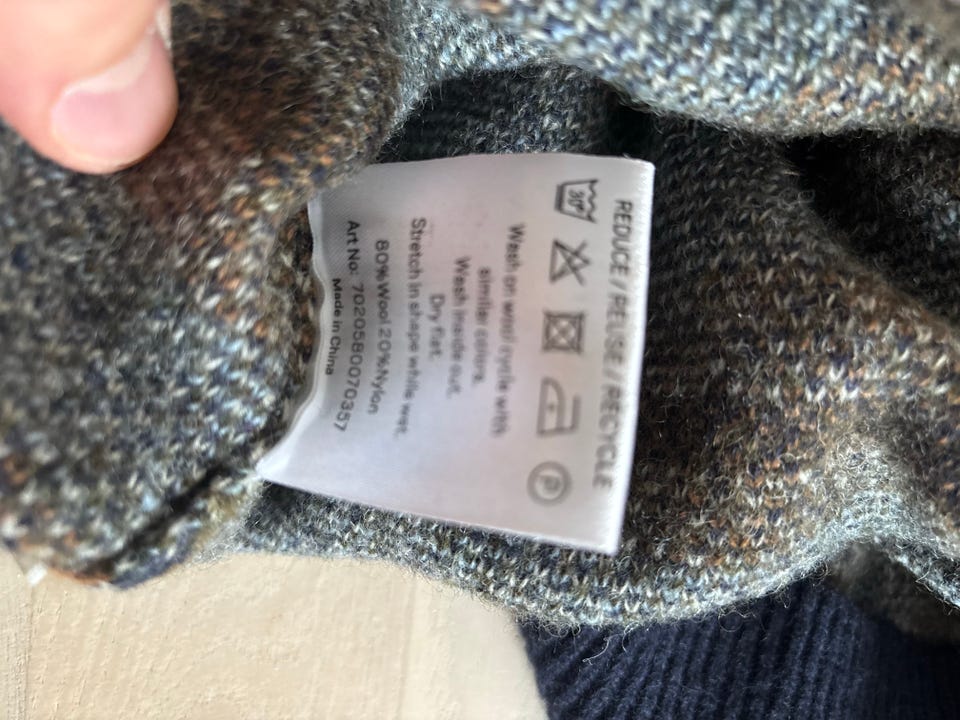 REDUCE / REUSE / RECYCLE
30°
P
Wash on wool cycle with
similar colors.
Wash inside out.
Dry flat.
Stretch in shape while wet.
80%Wool 20%Nylon
Art No: 7020580070357
Made in China